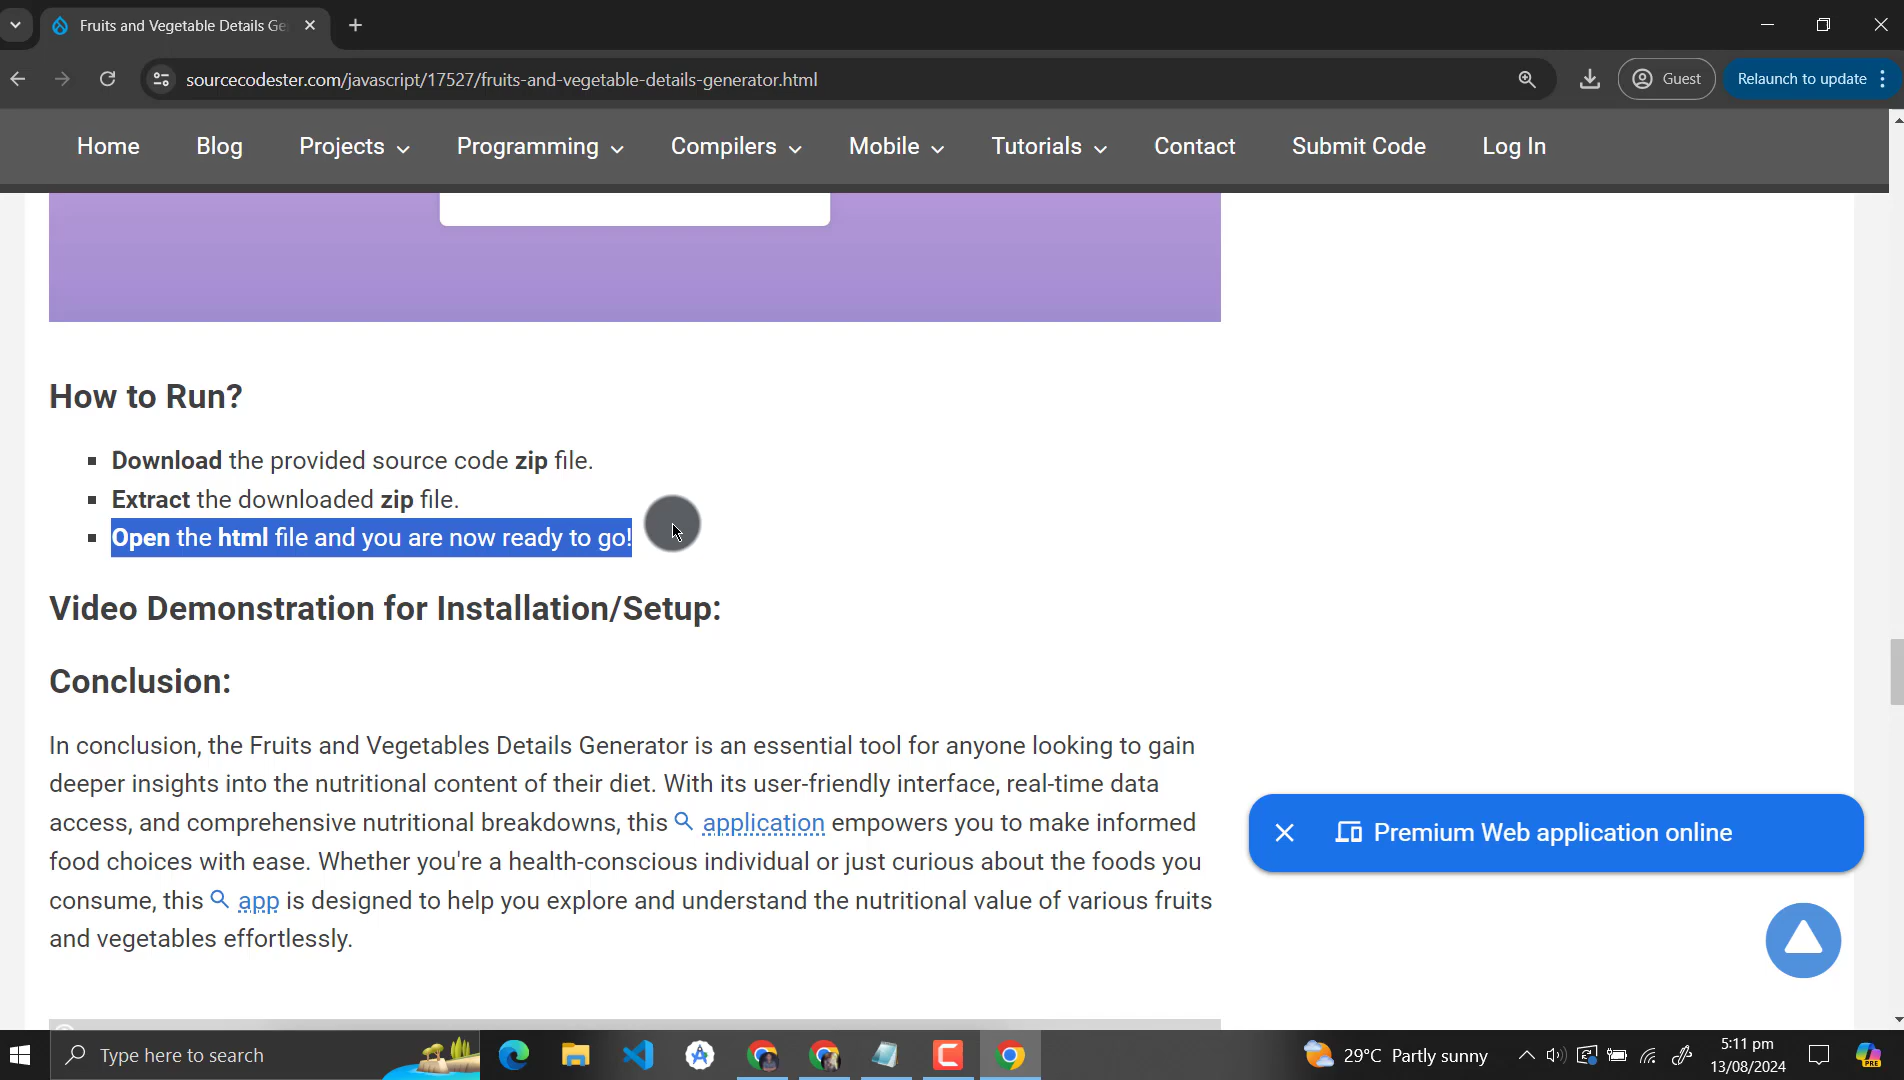 Fruits and Vegetable Details Ge
sourcecodester.com/javascript/17527/fruits-and-vegetable-details-generator.html
Guest
Relaunch to update
Home
Blog
Projects
Programming
Compilers
Mobile
Tutorials
Contact
Submit Code
Log In
How to Run?
Download the provided source code zip file.
Extract the downloaded zip file.
Open the html file and you are now ready to go!
Video Demonstration for Installation/Setup:
Conclusion:
In conclusion, the Fruits and Vegetables Details Generator is an essential tool for anyone looking to gain
deeper insights into the nutritional content of their diet. With its user-friendly interface, real-time data
access, and comprehensive nutritional breakdowns, this application empowers you to make informed
food choices with ease. Whether you're a health-conscious individual or just curious about the foods you
consume, this app is designed to help you explore and understand the nutritional value of various fruits
and vegetables effortlessly.
Premium Web application online
Type here to search
29°C Partly sunny
5:11 pm
13/08/2024
PRE